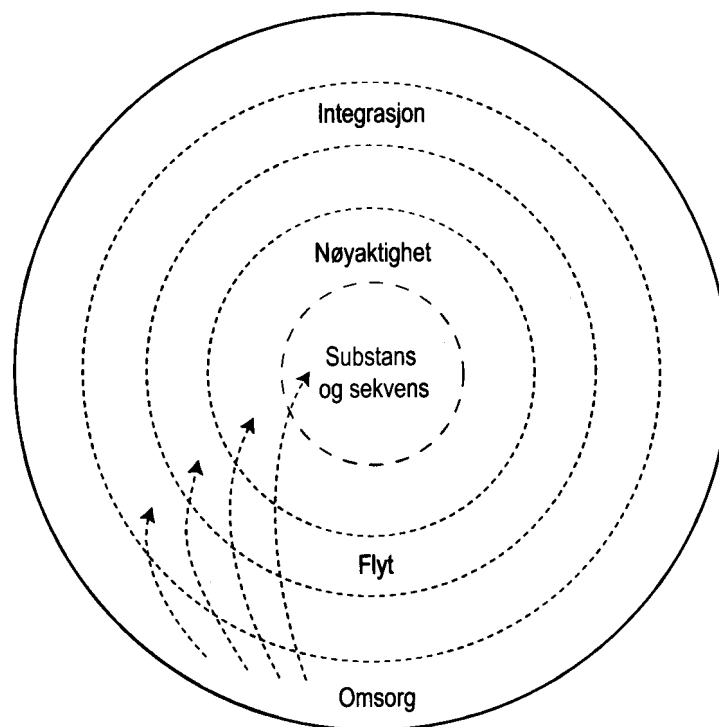 Integrasjon
Nøyaktighet
Substans
og sekvens
Flyt
Omsorg